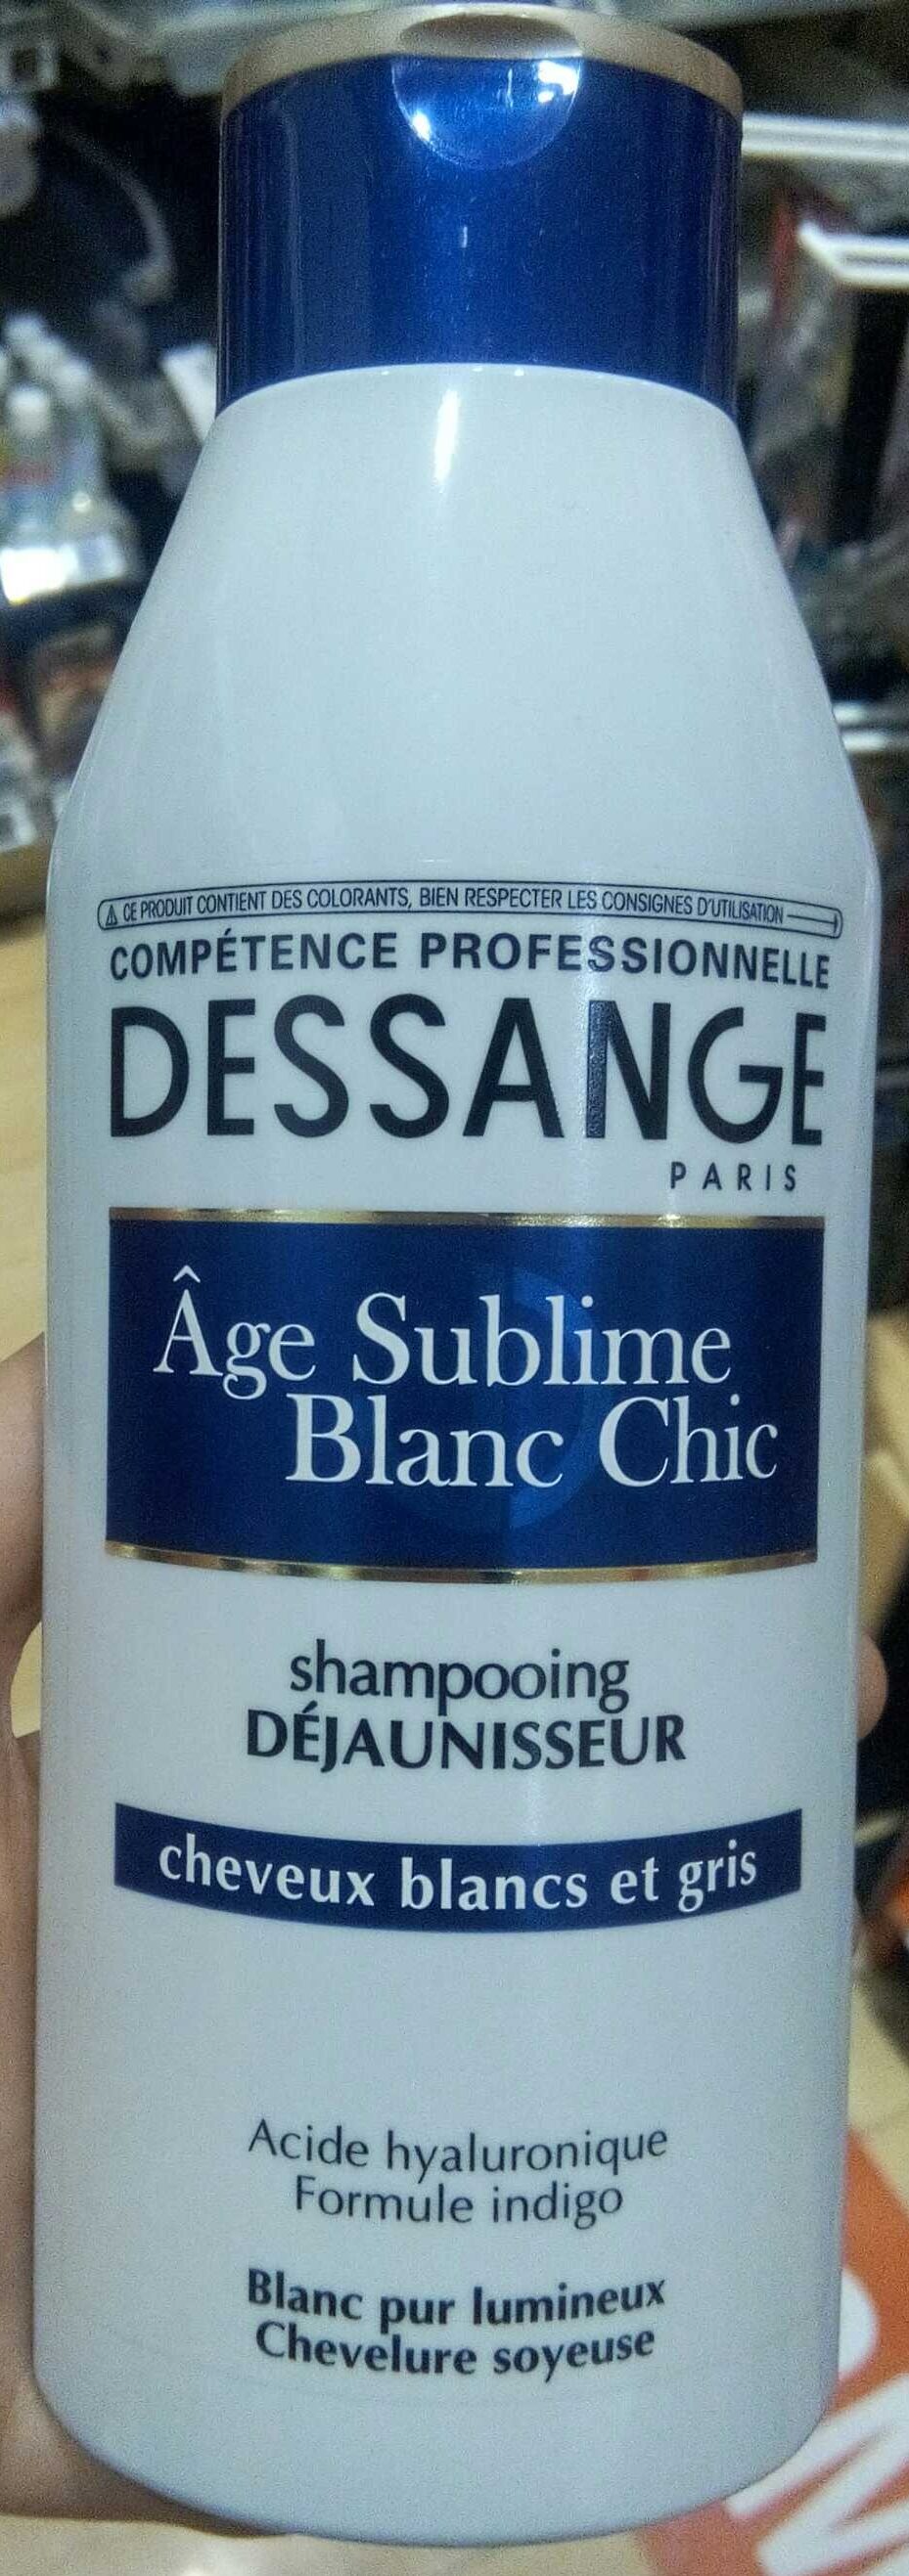 ⚠ CE PRODUIT CONTIENT DES COLORANTS, BIEN RESPECTER LES CONSIGNES D'UTILISATION
COMPÉTENCE PROFESSIONNELLE
DESSANGE
PARIS
Âge Sublime
Blanc Chic
shampooing
DÉJAUNISSEUR
cheveux blancs et gris
Acide hyaluronique
Formule indigo
Blanc pur lumineux
Chevelure soyeuse